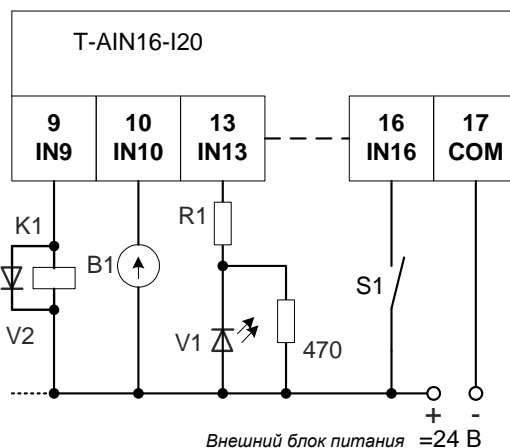 T-AIN16-I20
9 10 13 16 17
IN9 IN10 IN13 IN16 COM
K1
R1
B1
S1
V2
V1
470
+ -
Внешний блок питания =24 В